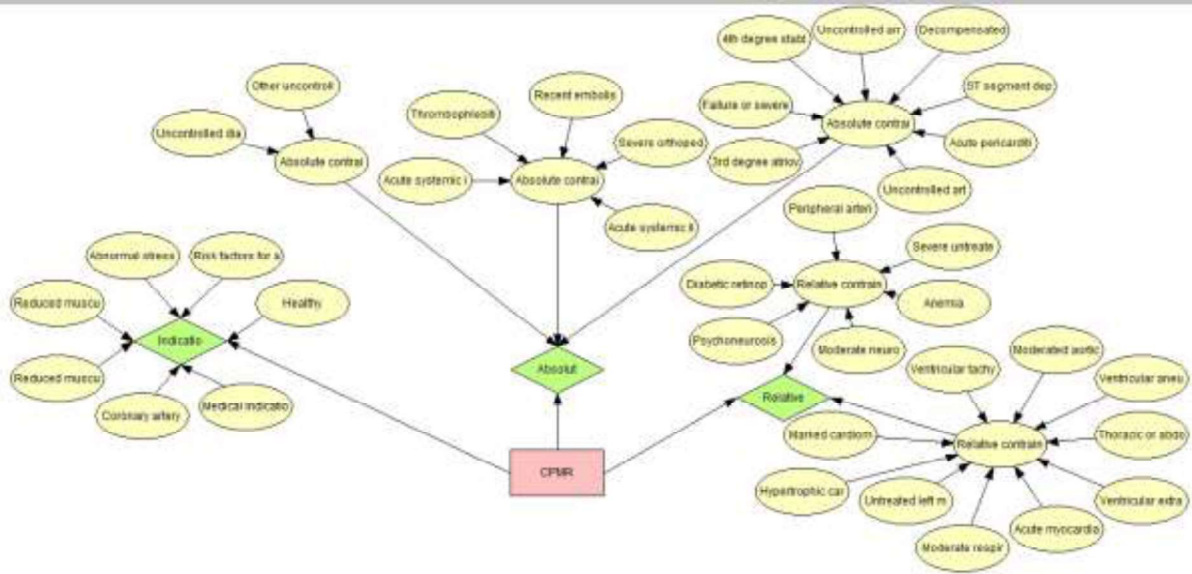 4th degree stabl
Uncontrolled arr
Decompensated
Other uncontroll
Recent embolis
ST segment dep
Thrombophlebiti
Failure or severe
Absolute contrai
Uncontrolled dia
Severe orthoped
Acute pericarditi
Absolute contrai
3rd degree atriov
Acute systemic i
Absolute contrai
Uncontrolled art
Peripheral arteri
Acute systemic il
Severe untreate
Abnormal stress
Risk factors for a
Diabetic retinop
Relative contrain
Reduced muscu
Healthy
Anemia
Indicatio
Psychoneurosis
Moderate neuro
Moderated aortic
Absolut
Ventricular tachy
Reduced muscu
Ventricular aneu
Relative
Coronary artery
Medical indicatio
Marked cardiom
Relative contrain
Thoracic or abdo
CPMR
Hypertrophic car
Untreated left m
Ventricular extra
Acute myocardia
Moderate respir